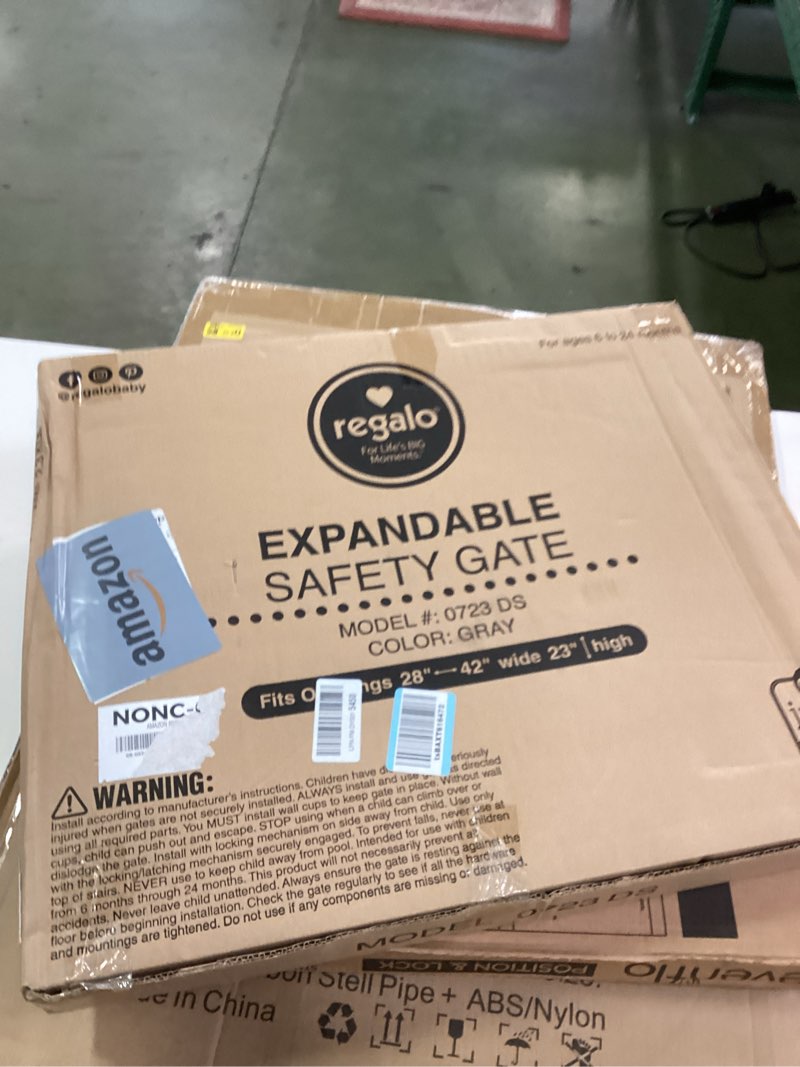 For ages 6 to 24 months
@regalobaby
regalo
For Life's BIG
Moments.
EXPANDABLE
SAFETY GATE
MODEL #: 0723 DS
COLOR: GRAY
Fits O ngs 28" — 42" wide 23" high
amazon
NONC-
WARNING:
Install according to manufacturer's instructions. Children have d eriously
injured when gates are not securely installed. ALWAYS install and use as directed
using all required parts. You MUST install wall cups to keep gate in place. Without wall
cups, child can push out and escape. STOP using when a child can climb over or
dislodge the gate. Install with locking mechanism on side away from child. Use only
with the locking/latching mechanism securely engaged. To prevent falls, never use at
top of stairs. NEVER use to keep child away from pool. Intended for use with children
from 6 months through 24 months. This product will not necessarily prevent all
accidents. Never leave child unattended. Always ensure the gate is resting against the
floor before beginning installation. Check the gate regularly to see if all the hardware
and mountings are tightened. Do not use if any components are missing or damaged.
MODEL 0723 DS
POSITION & LOCK
evenflo
Steil Pipe + ABS/Nylon
in China